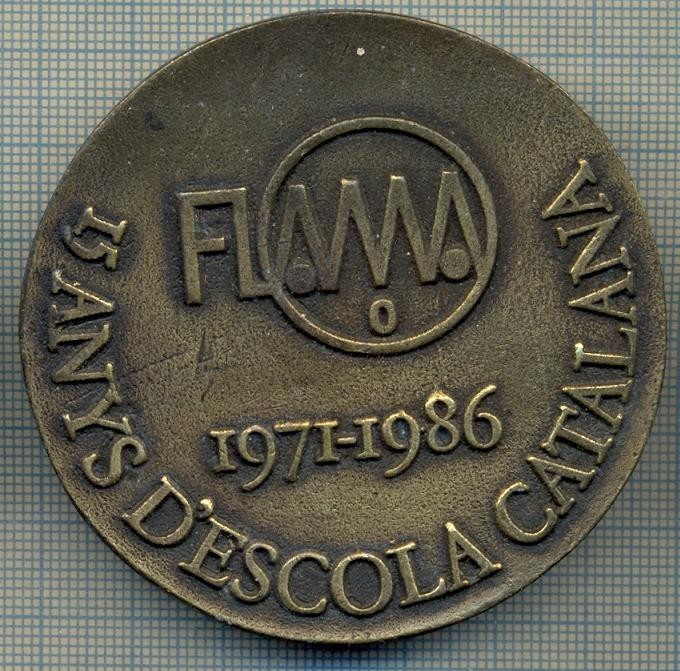 FLAMA
1971-1986
15 ANYS D'ESCOLA CATALANA